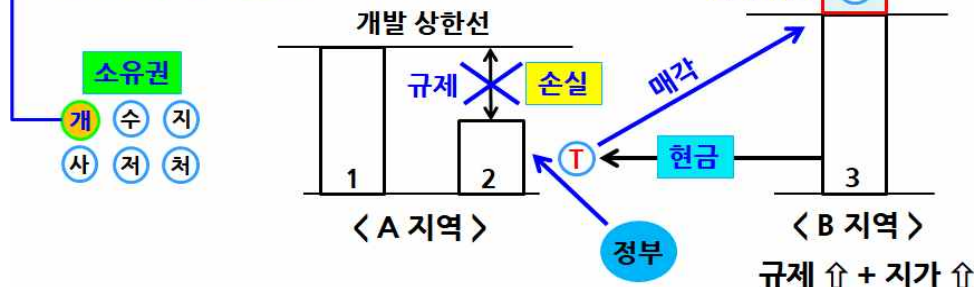 개발 상한선
소유권
규제
손실
매각
개 수 지
사 저 처
T
현금
1
2
3
< A 지역 >
정부
< B 지역 >
규제 ⇧ + 지가 ⇧